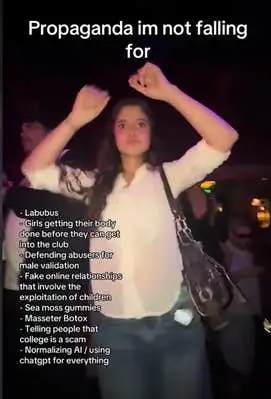 Propaganda im not falling
for
- Labubus
- Girls getting their body
done before they can get
into the club
- Defending abusers for
male validation
- Fake online relationships
that involve the
exploitation of children
- Sea moss gummies
- Masseter Botox
- Telling people that
college is a scam
- Normalizing AI / using
chatgpt for everything